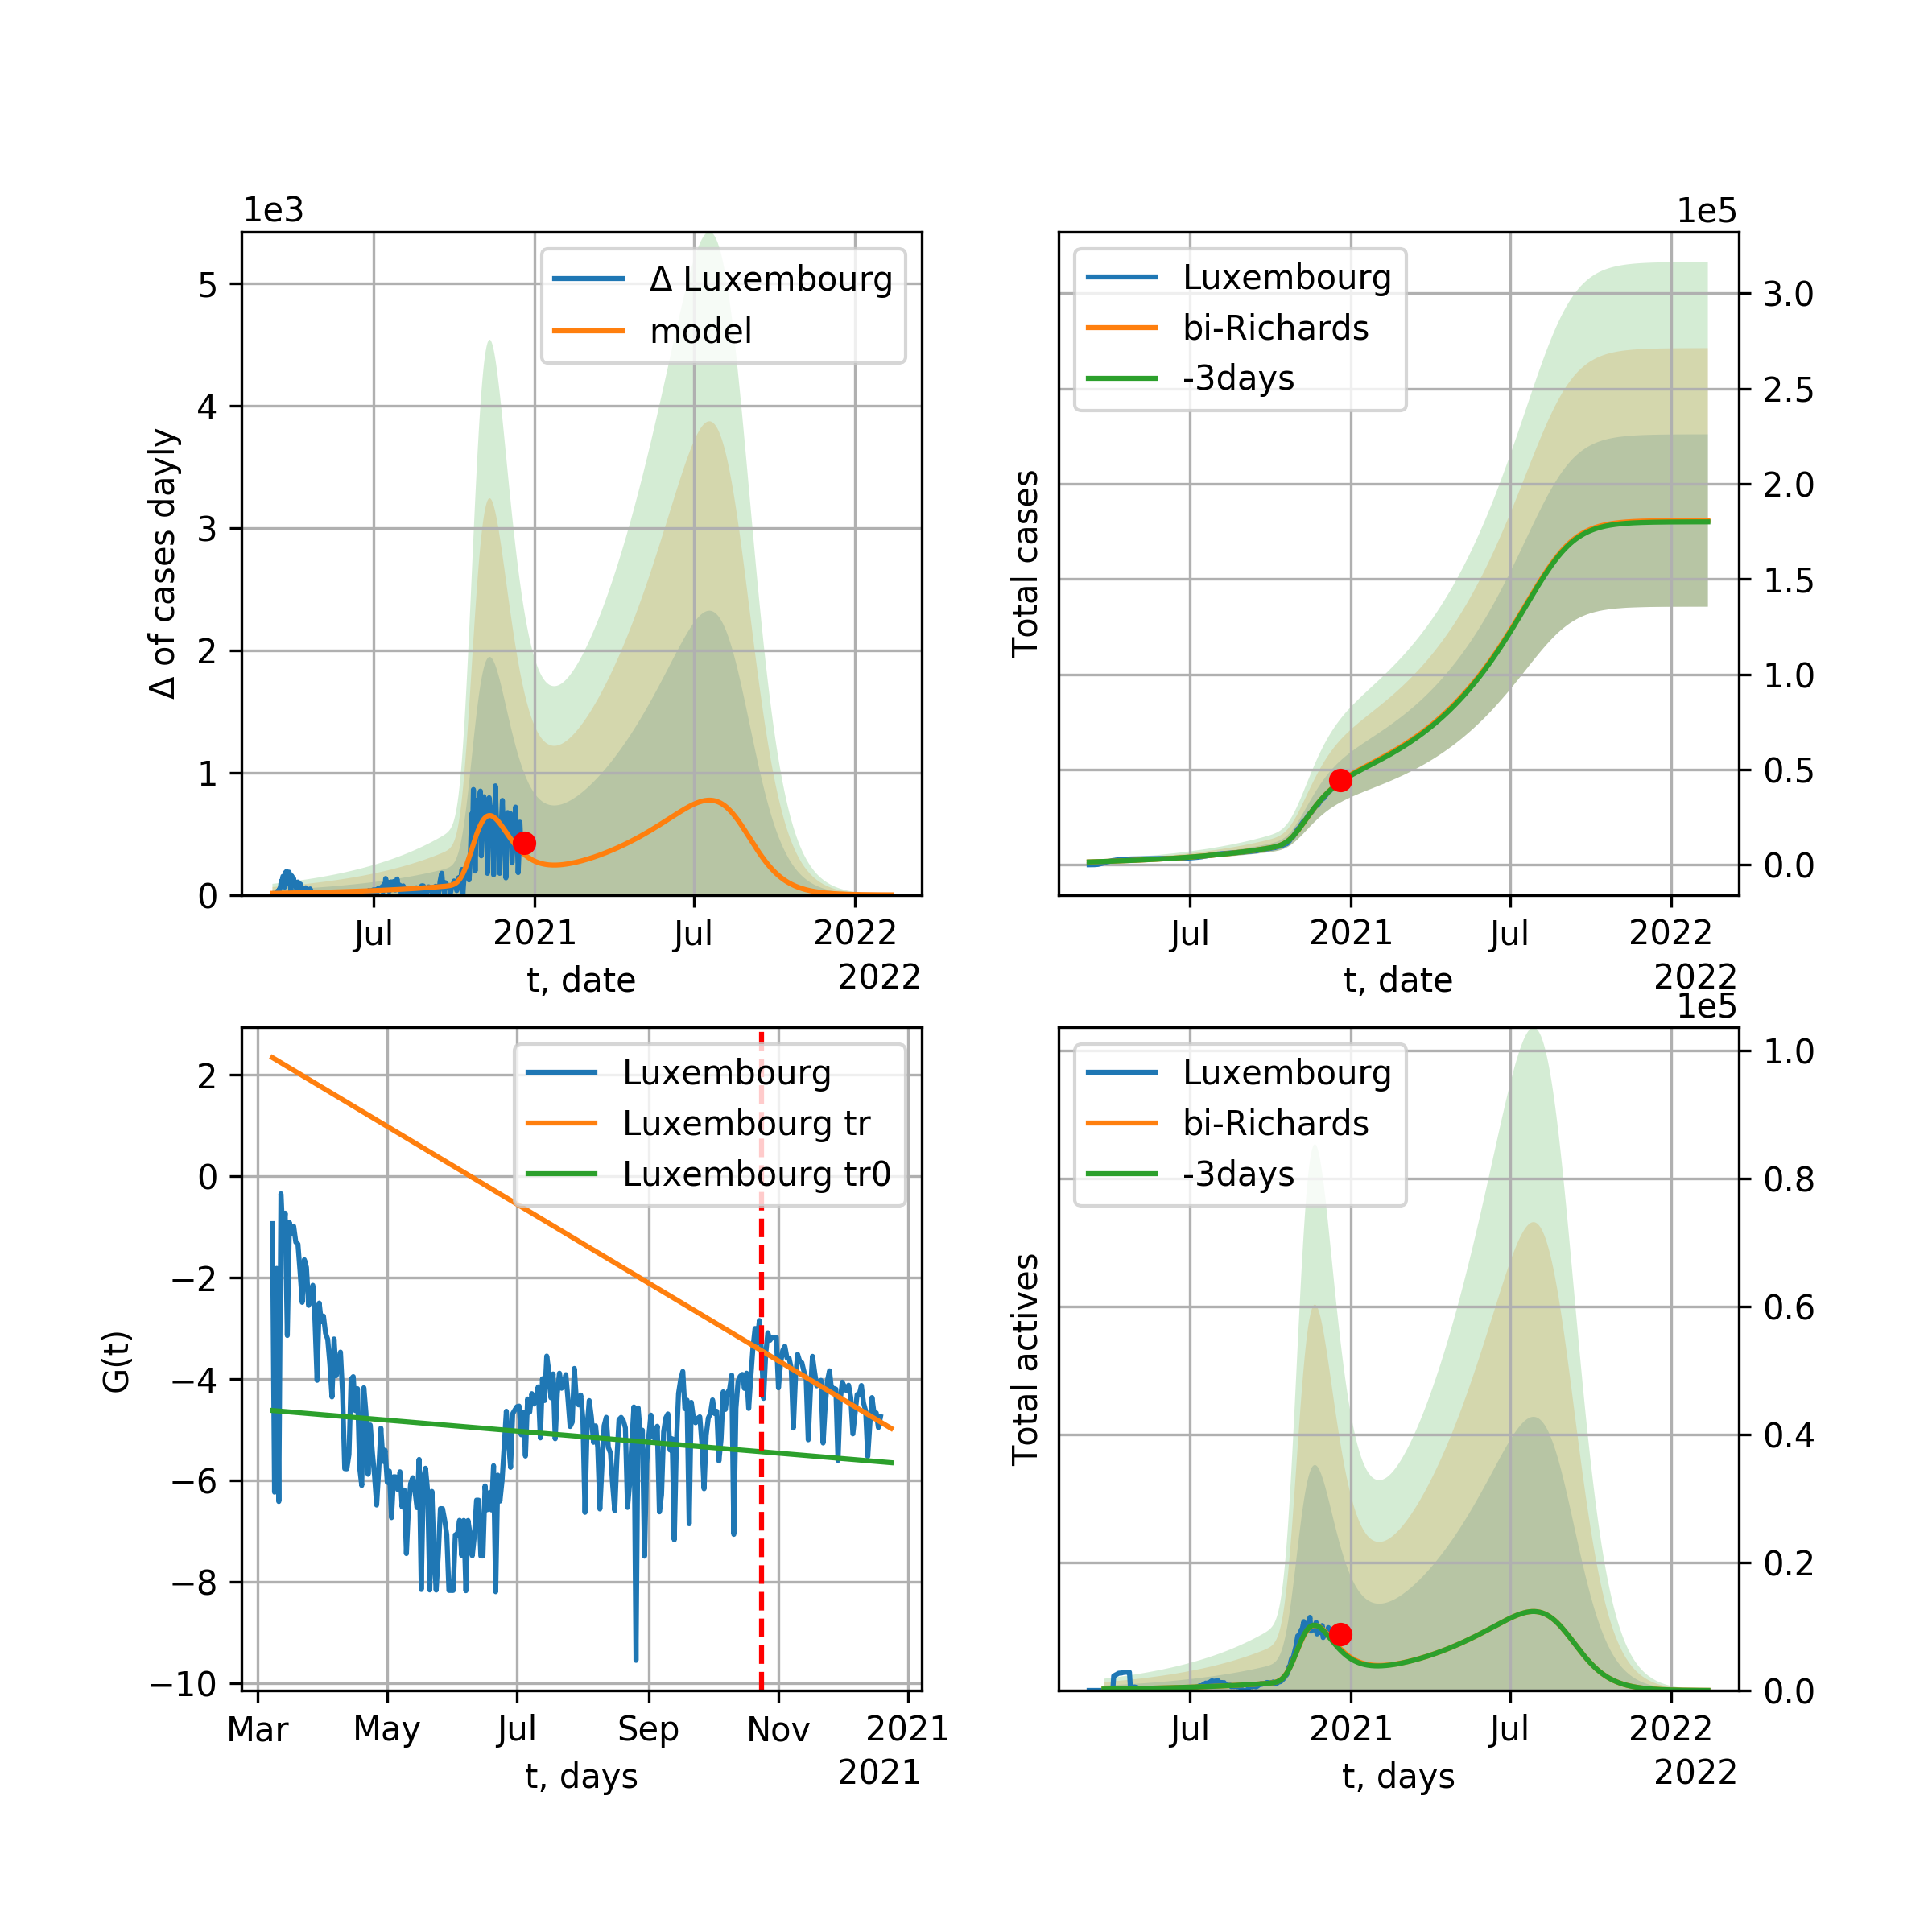 1e3
5
4
3
2
1
0
Δ of cases dayly
Δ Luxembourg
model
Jul
2021
Jul
2022
t, date
2022
1e5
Luxembourg
bi-Richards
-3days
Total cases
3.0
2.5
2.0
1.5
1.0
0.5
0.0
Jul
2021
Jul
2022
t, date
2022
2
0
−2
−4
−6
−8
−10
G(t)
Luxembourg
Luxembourg tr
Luxembourg tr0
Mar
May
Jul
Sep
Nov
2021
t, days
2021
1e5
Luxembourg
bi-Richards
-3days
Total actives
1.0
0.8
0.6
0.4
0.2
0.0
Jul
2021
Jul
2022
t, days
2022